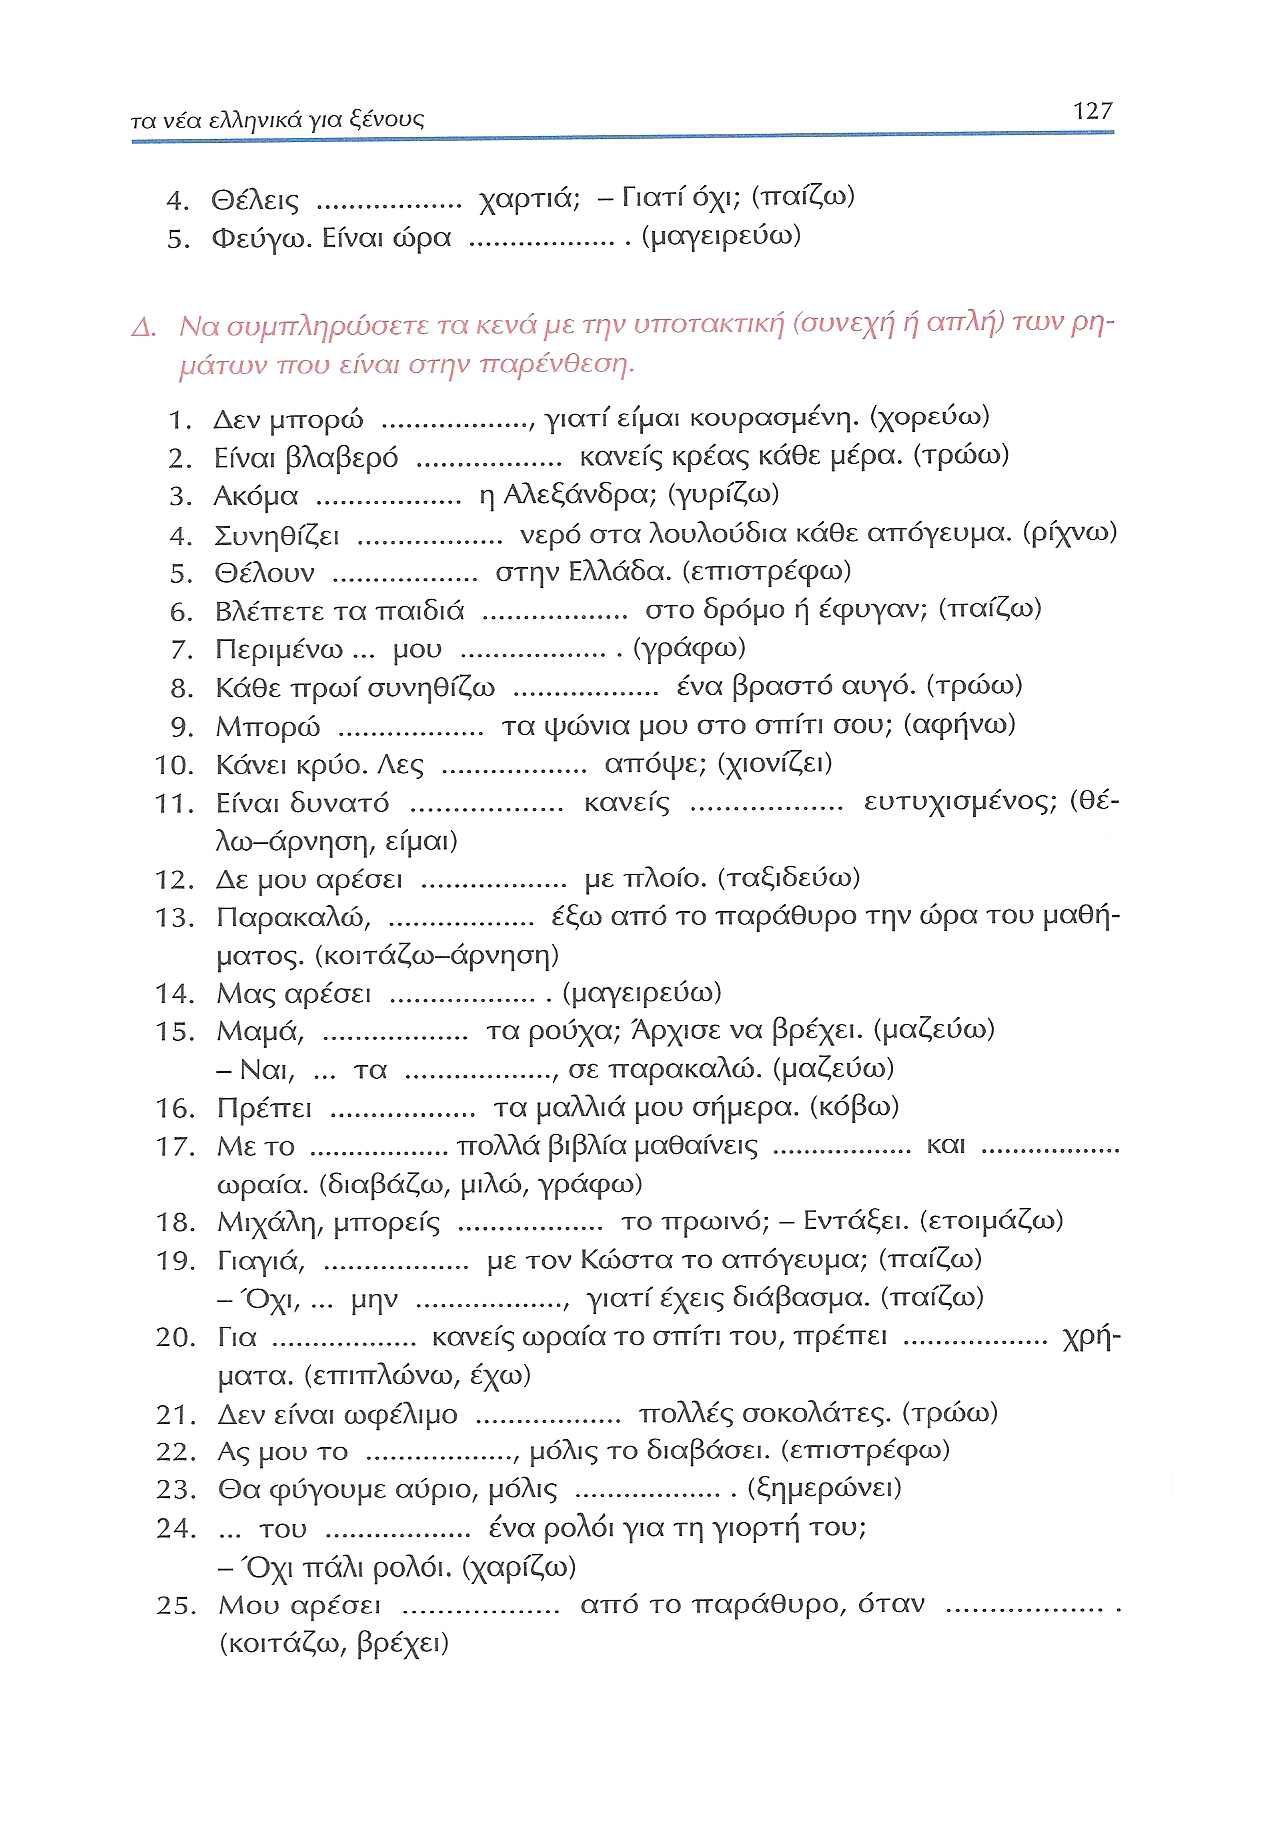 τα νέα ελληνικά για ξένους 127
4. Θέλεις .................. χαρτιά; – Γιατί όχι; (παίζω)
5. Φεύγω. Είναι ώρα .................. . (μαγειρεύω)
Δ. Να συμπληρώσετε τα κενά με την υποτακτική (συνεχή ή απλή) των ρη-
μάτων που είναι στην παρένθεση.
1. Δεν μπορώ .................., γιατί είμαι κουρασμένη. (χορεύω)
2. Είναι βλαβερό .................. κανείς κρέας κάθε μέρα. (τρώω)
3. Ακόμα .................. η Αλεξάνδρα; (γυρίζω)
4. Συνηθίζει .................. νερό στα λουλούδια κάθε απόγευμα. (ρίχνω)
5. Θέλουν .................. στην Ελλάδα. (επιστρέφω)
6. Βλέπετε τα παιδιά .................. στο δρόμο ή έφυγαν; (παίζω)
7. Περιμένω ... μου .................. . (γράφω)
8. Κάθε πρωί συνηθίζω .................. ένα βραστό αυγό. (τρώω)
9. Μπορώ .................. τα ψώνια μου στο σπίτι σου; (αφήνω)
10. Κάνει κρύο. Λες .................. απόψε; (χιονίζει)
11. Είναι δυνατό .................. κανείς .................. ευτυχισμένος; (θέ-
λω–άρνηση, είμαι)
12. Δε μου αρέσει .................. με πλοίο. (ταξιδεύω)
13. Παρακαλώ, .................. έξω από το παράθυρο την ώρα του μαθή-
ματος. (κοιτάζω–άρνηση)
14. Μας αρέσει .................. . (μαγειρεύω)
15. Μαμά, .................. τα ρούχα; Άρχισε να βρέχει. (μαζεύω)
– Ναι, ... τα .................., σε παρακαλώ. (μαζεύω)
16. Πρέπει .................. τα μαλλιά μου σήμερα. (κόβω)
17. Με το ................. πολλά βιβλία μαθαίνεις ................. και .................
ωραία. (διαβάζω, μιλώ, γράφω)
18. Μιχάλη, μπορείς .................. το πρωινό; – Εντάξει. (ετοιμάζω)
19. Γιαγιά, .................. με τον Κώστα το απόγευμα; (παίζω)
– Όχι, ... μην .................., γιατί έχεις διάβασμα. (παίζω)
20. Για .................. κανείς ωραία το σπίτι του, πρέπει .................. χρή-
ματα. (επιπλώνω, έχω)
21. Δεν είναι ωφέλιμο .................. πολλές σοκολάτες. (τρώω)
22. Ας μου το .................., μόλις το διαβάσει. (επιστρέφω)
23. Θα φύγουμε αύριο, μόλις .................. . (ξημερώνει)
24. ... του .................. ένα ρολόι για τη γιορτή του;
– Όχι πάλι ρολόι. (χαρίζω)
25. Μου αρέσει .................. από το παράθυρο, όταν .................. .
(κοιτάζω, βρέχει)